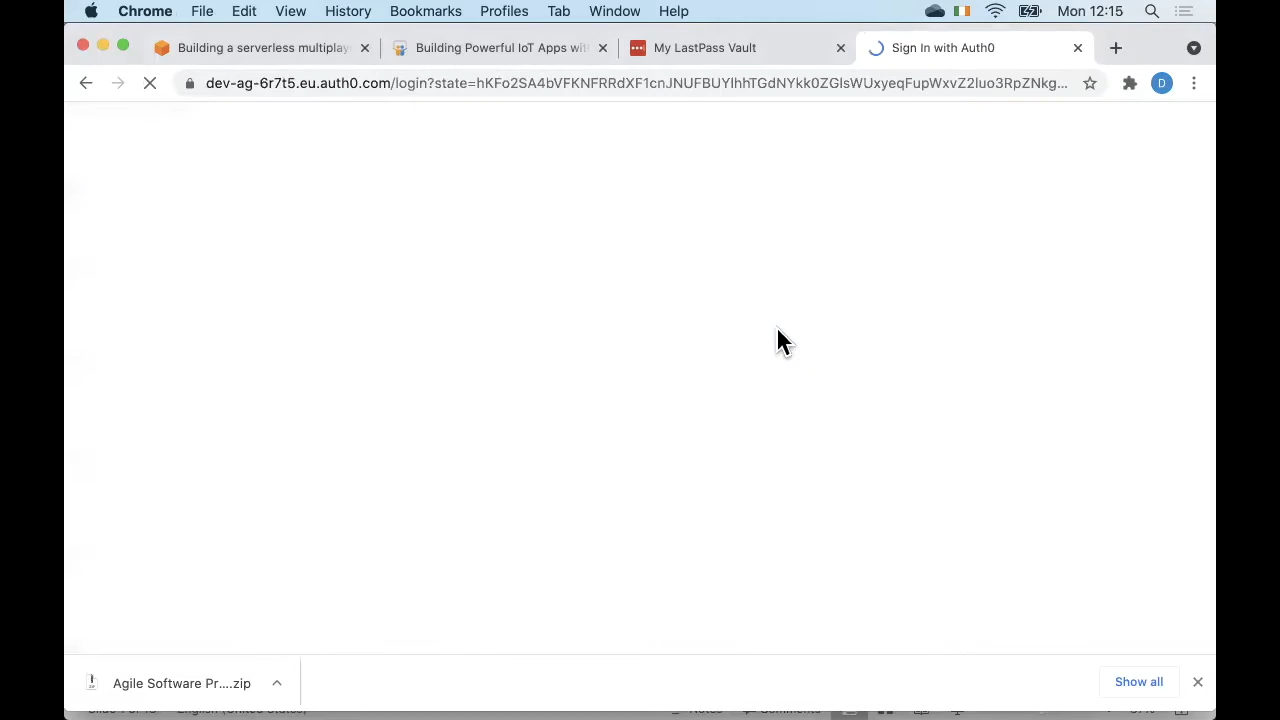 Chrome File Edit View History Bookmarks Profiles Tab Window Help Mon 12:15
Building a serverless multiplay Building Powerful IoT Apps wit My LastPass Vault Sign In with Auth0
dev-ag-6r7t5.eu.auth0.com/login?state=hKFo2SA4bVFKNFRRdXF1cnJNUFBUYlhhTGdNYkk0ZGIsWUxyeqFupWxvZ2luo3RpZNkg...
D
Agile Software Pr....zip Show all